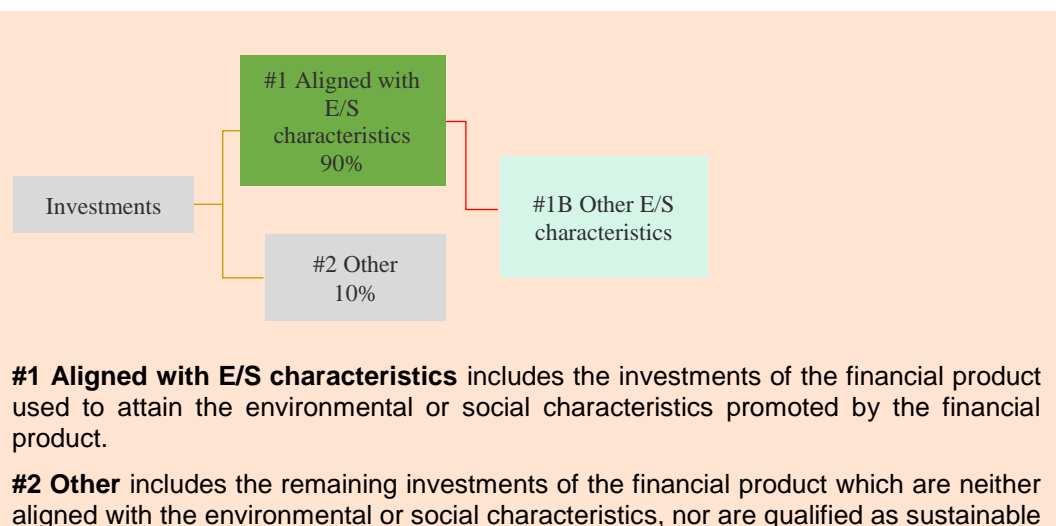 #1 Aligned with
E/S
characteristics
90%
Investments
#1B Other E/S
characteristics
#2 Other
10%
#1 Aligned with E/S characteristics includes the investments of the financial product
used to attain the environmental or social characteristics promoted by the financial
product.
#2 Other includes the remaining investments of the financial product which are neither
aligned with the environmental or social characteristics, nor are qualified as sustainable